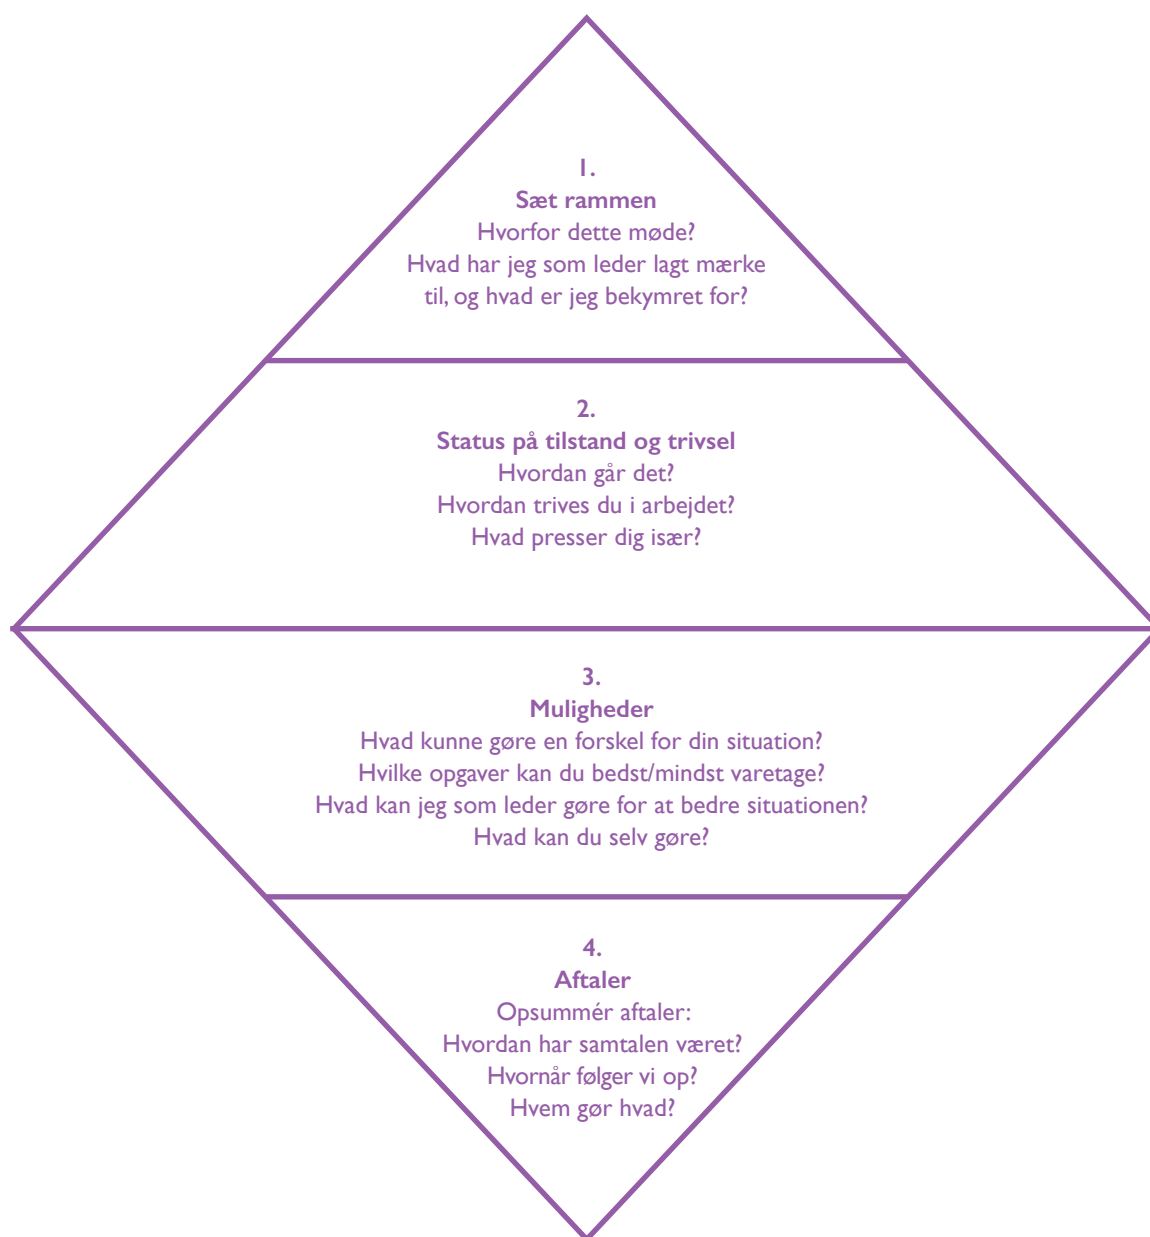 1.
Sæt rammen
Hvorfor dette møde?
Hvad har jeg som leder lagt mærke
til, og hvad er jeg bekymret for?
2.
Status på tilstand og trivsel
Hvordan går det?
Hvordan trives du i arbejdet?
Hvad presser dig især?
3.
Muligheder
Hvad kunne gøre en forskel for din situation?
Hvilke opgaver kan du bedst/mindst varetage?
Hvad kan jeg som leder gøre for at bedre situationen?
Hvad kan du selv gøre?
4.
Aftaler
Opsummér aftaler:
Hvordan har samtalen været?
Hvornår følger vi op?
Hvem gør hvad?